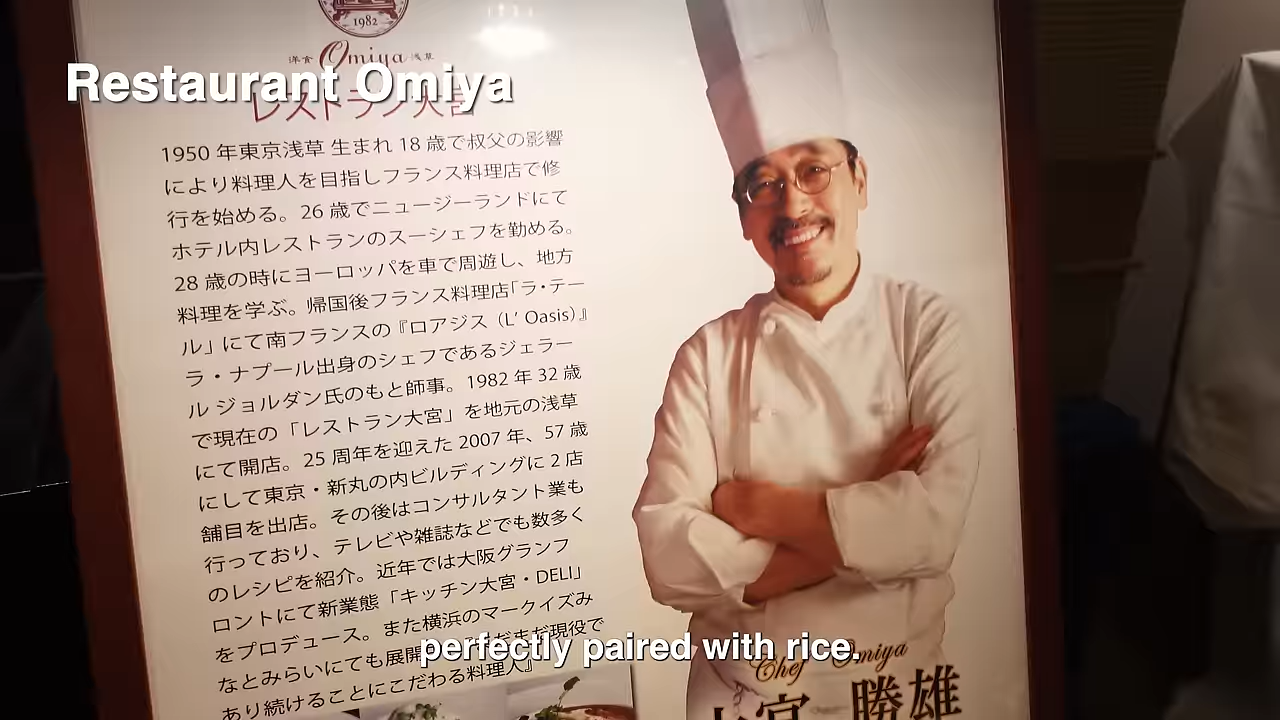 1982
洋食 Omiya 浅草
Restaurant Omiya
レストラン大宮
1950 年東京浅草 生まれ 18 歳で叔父の影響
により料理人を目指しフランス料理店で修
行を始める。26 歳でニュージーランドにて
ホテル内レストランのスーシェフを勤める。
28 歳の時にヨーロッパを車で周遊し、地方
料理を学ぶ。帰国後フランス料理店「ラ・テー
ル」にて南フランスの『ロアジス（L' Oasis）』
ラ・ナプール出身のシェフであるジェラー
ル ジョルダン氏のもと師事。1982 年 32 歳
で現在の「レストラン大宮」を地元の浅草
にて開店。25 周年を迎えた 2007 年、57 歳
にして東京・新丸の内ビルディングに 2 店
舗目を出店。その後はコンサルタント業も
行っており、テレビや雑誌などでも数多く
のレシピを紹介。近年では大阪グランフ
ロントにて新業態「キッチン大宮・DELI」
をプロデュース。また横浜のマークイズみ
なとみらいにても展開 まだ現役で
あり続けることにこだわる料理人』
perfectly paired with rice.
Chef Omiya
大宮 勝雄